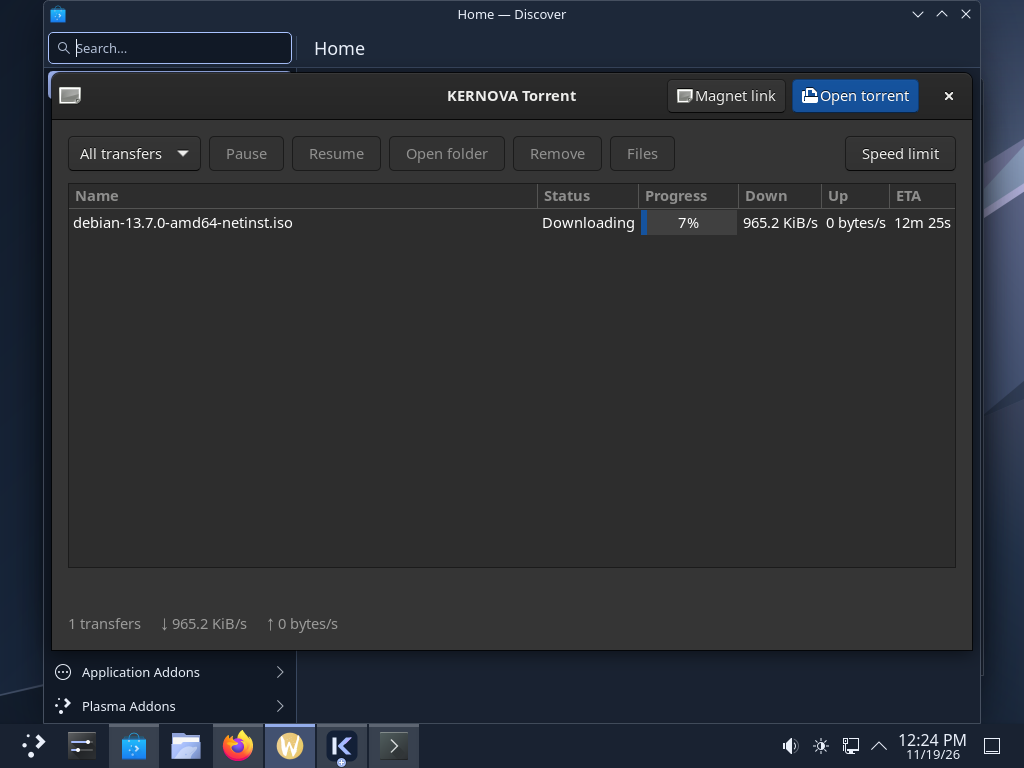 Home — Discover
Search...
Home
KERNOVA Torrent
Magnet link
Open torrent
All transfers
Pause
Resume
Open folder
Remove
Files
Speed limit
Name Status Progress Down Up ETA
debian-13.7.0-amd64-netinst.iso Downloading 7% 965.2 KiB/s 0 bytes/s 12m 25s
1 transfers ↓ 965.2 KiB/s ↑ 0 bytes/s
Application Addons
Plasma Addons
W
K
12:24 PM
11/19/26